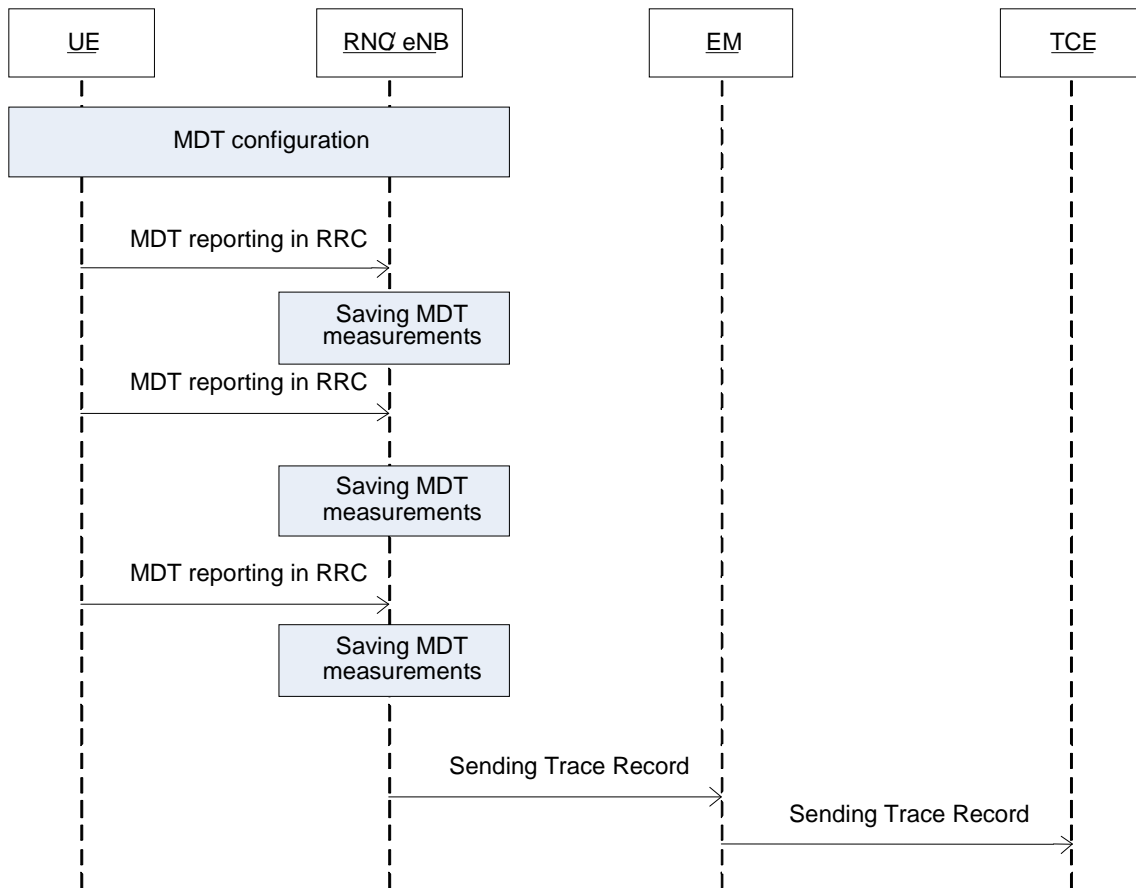 UE
RNC/ eNB
EM
TCE
MDT configuration
MDT reporting in RRC
Saving MDT
measurements
MDT reporting in RRC
Saving MDT
measurements
MDT reporting in RRC
Saving MDT
measurements
Sending Trace Record
Sending Trace Record